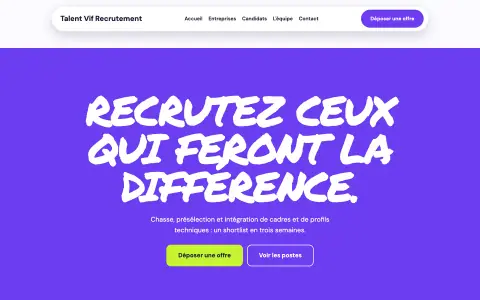 Talent Vif Recrutement
Accueil Entreprises Candidats L'équipe Contact
Déposer une offre
RECRUTEZ CEUX
QUI FERONT LA
DIFFÉRENCE.
Chasse, présélection et intégration de cadres et de profils
techniques : un shortlist en trois semaines.
Déposer une offre
Voir les postes